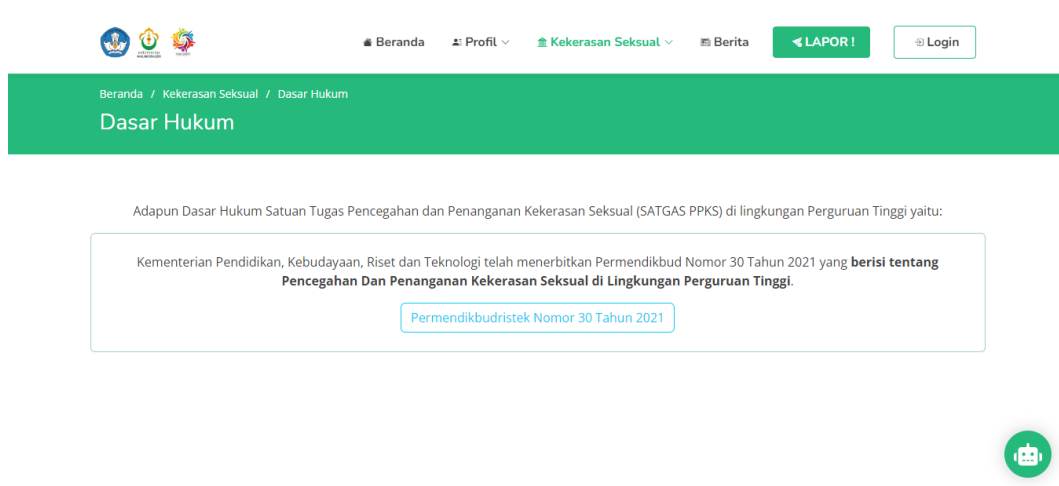 Beranda Profil Kekerasan Seksual Berita LAPOR ! Login
Beranda / Kekerasan Seksual / Dasar Hukum
Dasar Hukum
Adapun Dasar Hukum Satuan Tugas Pencegahan dan Penanganan Kekerasan Seksual (SATGAS PPKS) di lingkungan Perguruan Tinggi yaitu:
Kementerian Pendidikan, Kebudayaan, Riset dan Teknologi telah menerbitkan Permendikbud Nomor 30 Tahun 2021 yang berisi tentang
Pencegahan Dan Penanganan Kekerasan Seksual di Lingkungan Perguruan Tinggi.
Permendikbudristek Nomor 30 Tahun 2021